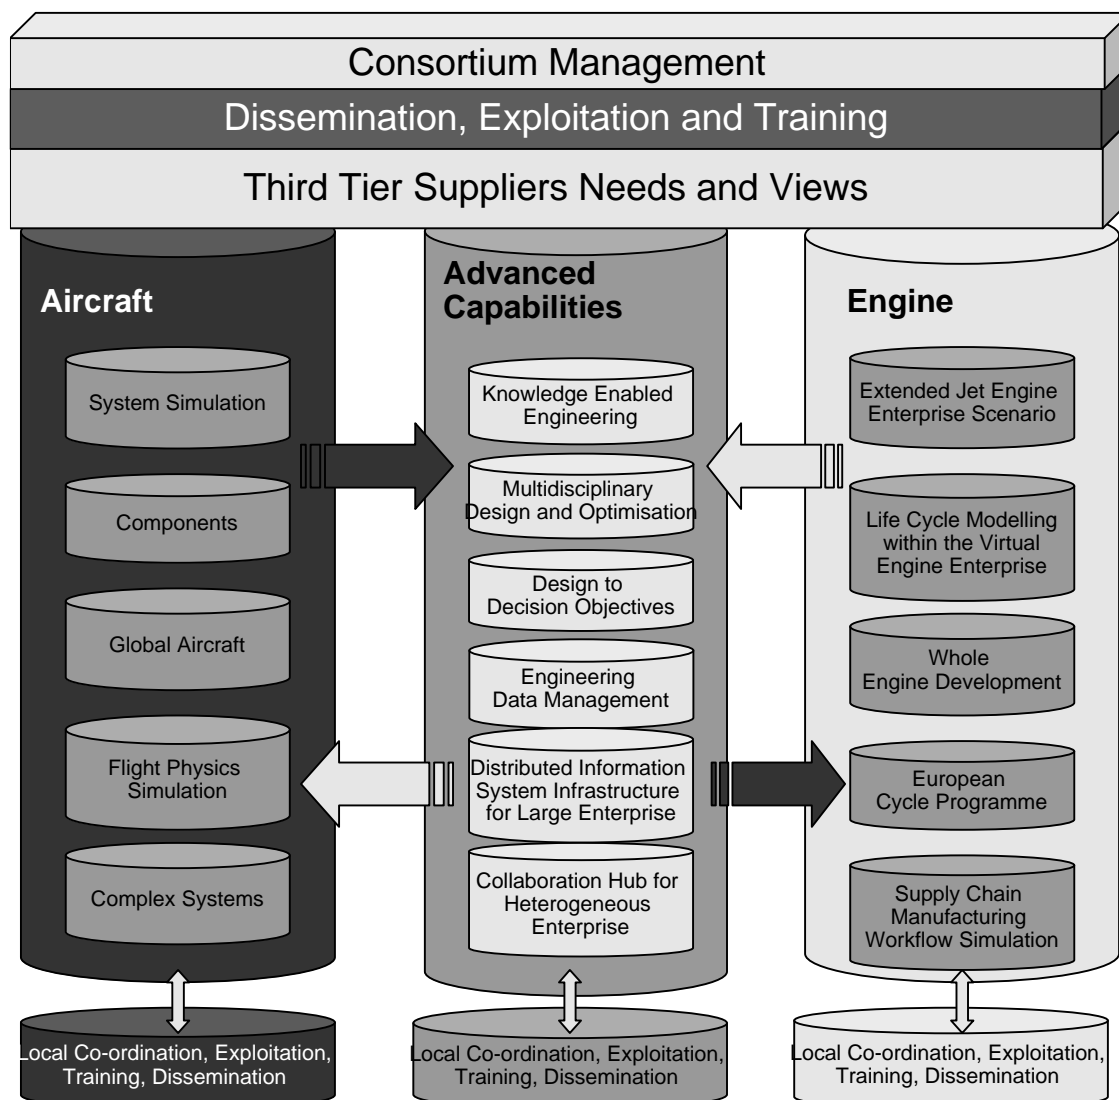 Consortium Management
Dissemination, Exploitation and Training
Third Tier Suppliers Needs and Views
Aircraft
System Simulation
Components
Global Aircraft
Flight Physics
Simulation
Complex Systems
Local Co-ordination, Exploitation,
Training, Dissemination
Advanced
Capabilities
Knowledge Enabled
Engineering
Multidisciplinary
Design and Optimisation
Design to
Decision Objectives
Engineering
Data Management
Distributed Information
System Infrastructure
for Large Enterprise
Collaboration Hub for
Heterogeneous
Enterprise
Local Co-ordination, Exploitation,
Training, Dissemination
Engine
Extended Jet Engine
Enterprise Scenario
Life Cycle Modelling
within the Virtual
Engine Enterprise
Whole
Engine Development
European
Cycle Programme
Supply Chain
Manufacturing
Workflow Simulation
Local Co-ordination, Exploitation,
Training, Dissemination